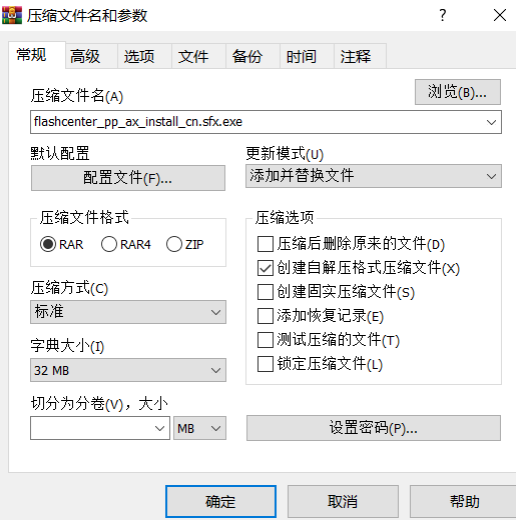 压缩文件名和参数
?
常规 高级 选项 文件 备份 时间 注释
压缩文件名(A)
浏览(B)...
flashcenter_pp_ax_install_cn.sfx.exe
默认配置
更新模式(U)
配置文件(F)...
添加并替换文件
压缩文件格式
压缩选项
RAR RAR4 ZIP
压缩后删除原来的文件(D)
创建自解压格式压缩文件(X)
创建固实压缩文件(S)
添加恢复记录(E)
测试压缩的文件(T)
锁定压缩文件(L)
压缩方式(C)
标准
字典大小(I)
32 MB
切分为分卷(V)，大小
MB
设置密码(P)...
确定 取消 帮助